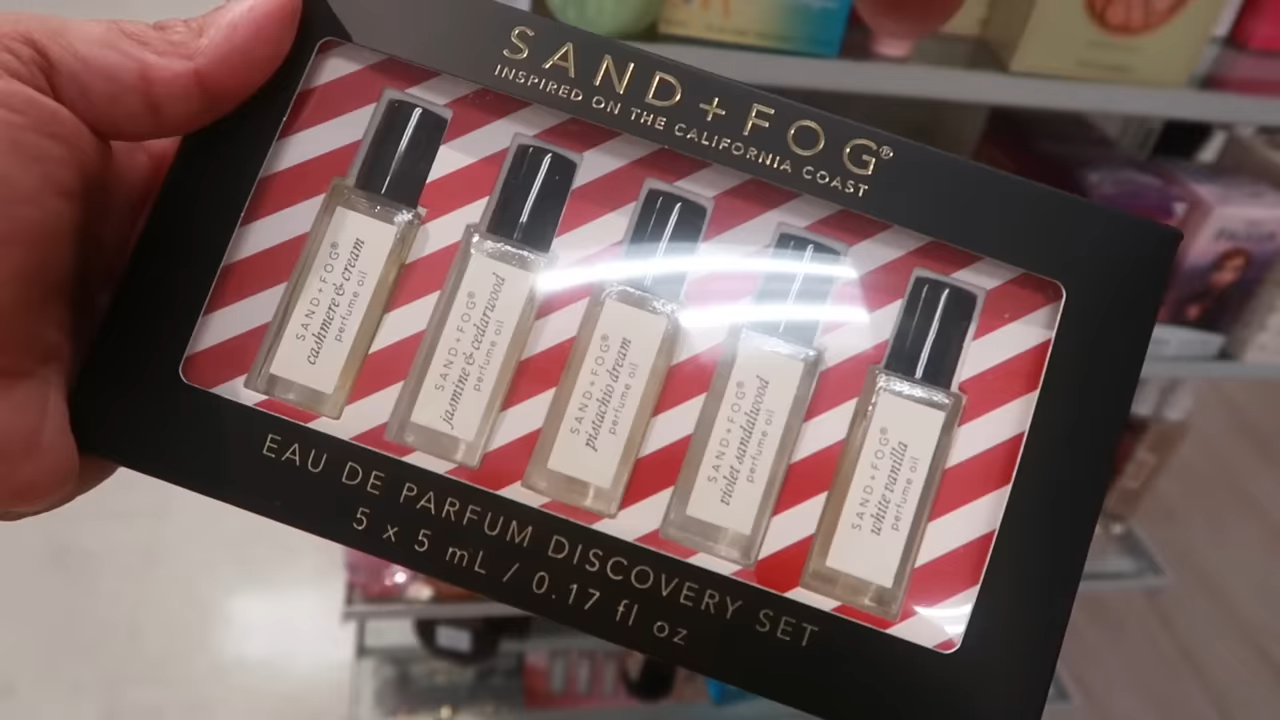 SAND + FOG®
INSPIRED ON THE CALIFORNIA COAST
SAND + FOG®
cashmere & cream
perfume oil
SAND + FOG®
jasmine & cedarwood
perfume oil
SAND + FOG®
pistachio dream
perfume oil
SAND + FOG®
violet sandalwood
perfume oil
SAND + FOG®
white vanilla
perfume oil
EAU DE PARFUM DISCOVERY SET
5 x 5 mL / 0.17 fl oz